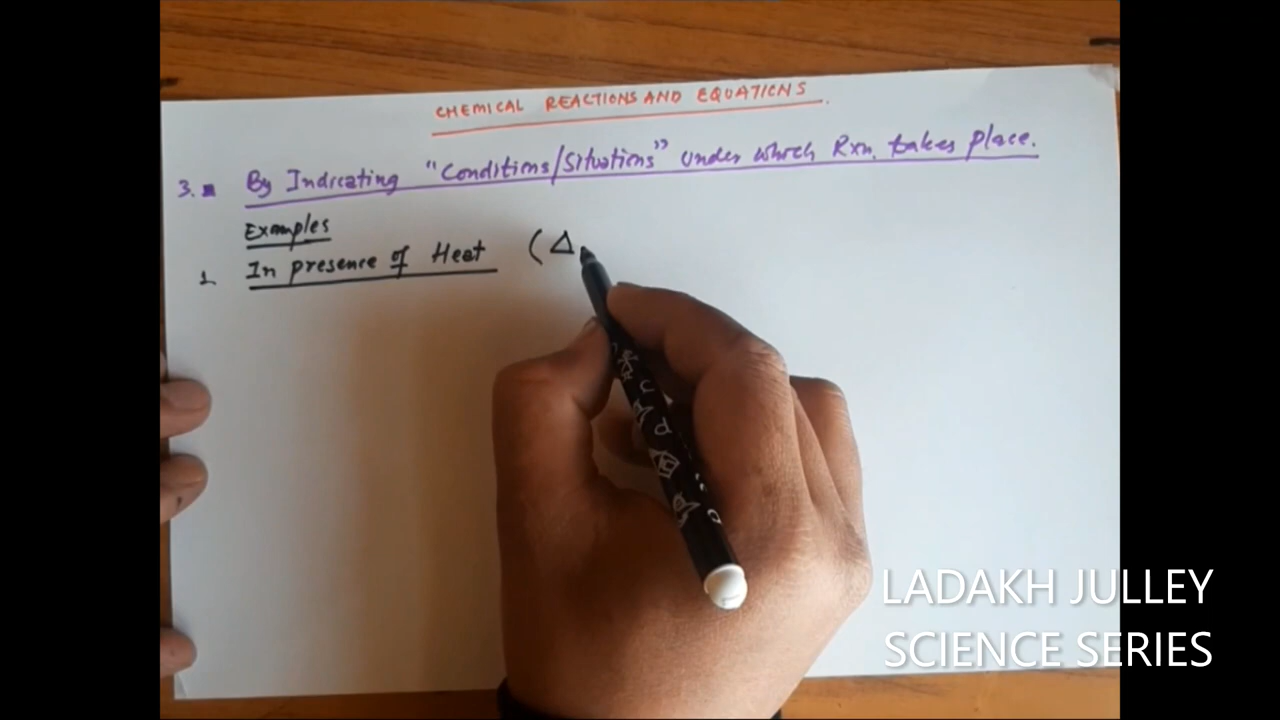 CHEMICAL REACTIONS AND EQUATIONS.
3. By Indicating "Conditions/Situations" Under Which Rxn. takes place.
Examples
1. In presence of Heat (Δ
LADAKH JULLEY
SCIENCE SERIES